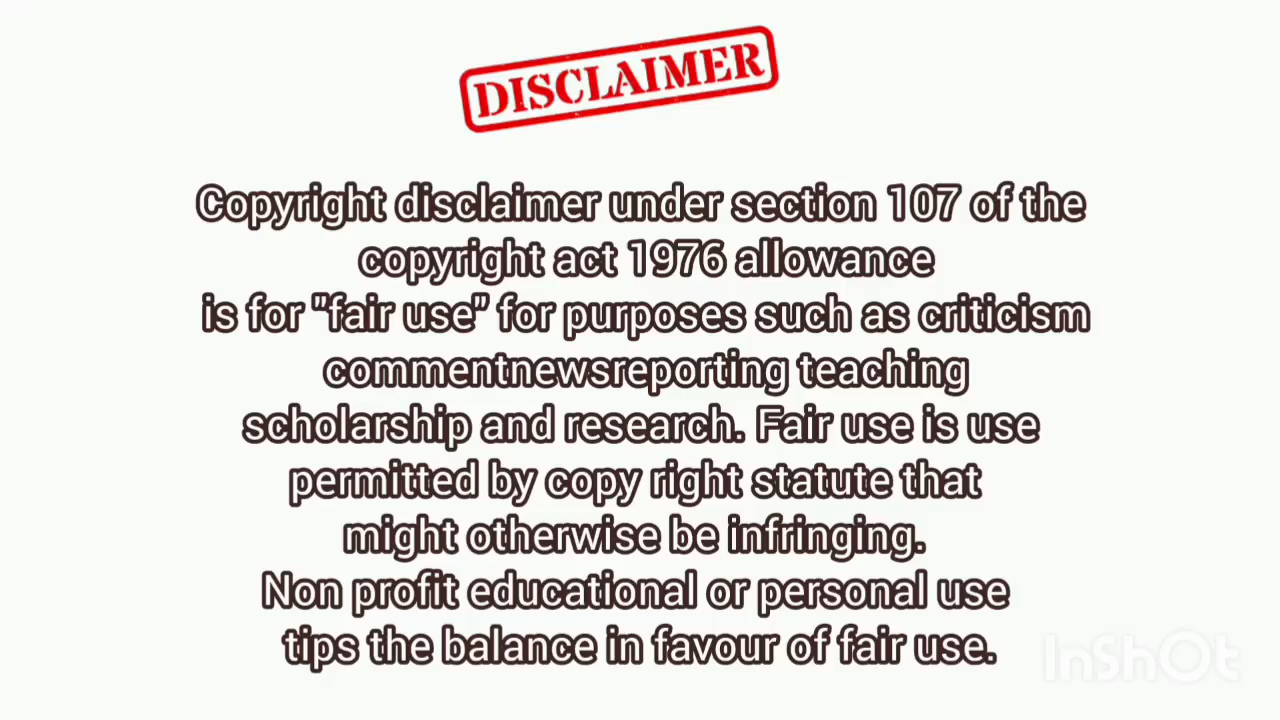 DISCLAIMER
Copyright disclaimer under section 107 of the
copyright act 1976 allowance
is for "fair use" for purposes such as criticism
commentnewsreporting teaching
scholarship and research. Fair use is use
permitted by copy right statute that
might otherwise be infringing.
Non profit educational or personal use
tips the balance in favour of fair use.
InShOt